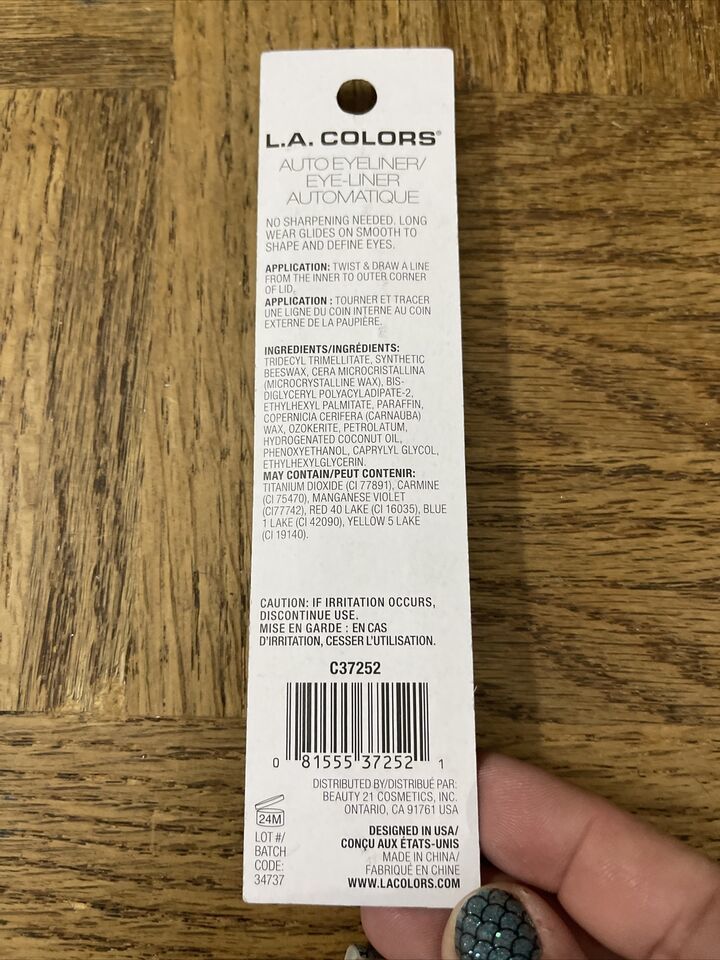 L.A. COLORS®
AUTO EYELINER/
EYE-LINER
AUTOMATIQUE
NO SHARPENING NEEDED. LONG
WEAR GLIDES ON SMOOTH TO
SHAPE AND DEFINE EYES.
APPLICATION: TWIST & DRAW A LINE
FROM THE INNER TO OUTER CORNER
OF LID.
APPLICATION : TOURNER ET TRACER
UNE LIGNE DU COIN INTERNE AU COIN
EXTERNE DE LA PAUPIÈRE.
INGREDIENTS/INGRÉDIENTS:
TRIDECYL TRIMELLITATE, SYNTHETIC
BEESWAX, CERA MICROCRISTALLINA
(MICROCRYSTALLINE WAX), BIS-
DIGLYCERYL POLYACYLADIPATE-2,
ETHYLHEXYL PALMITATE, PARAFFIN,
COPERNICIA CERIFERA (CARNAUBA)
WAX, OZOKERITE, PETROLATUM,
HYDROGENATED COCONUT OIL,
PHENOXYETHANOL, CAPRYLYL GLYCOL,
ETHYLHEXYLGLYCERIN.
MAY CONTAIN/PEUT CONTENIR:
TITANIUM DIOXIDE (CI 77891), CARMINE
(CI 75470), MANGANESE VIOLET
(CI77742), RED 40 LAKE (CI 16035), BLUE
1 LAKE (CI 42090), YELLOW 5 LAKE
(CI 19140).
CAUTION: IF IRRITATION OCCURS,
DISCONTINUE USE.
MISE EN GARDE : EN CAS
D'IRRITATION, CESSER L'UTILISATION.
C37252
0 81555 37252 1
DISTRIBUTED BY/DISTRIBUÉ PAR:
BEAUTY 21 COSMETICS, INC.
ONTARIO, CA 91761 USA
24M
LOT #/
BATCH
CODE:
34737
DESIGNED IN USA/
CONÇU AUX ÉTATS-UNIS
MADE IN CHINA/
FABRIQUÉ EN CHINE
WWW.LACOLORS.COM